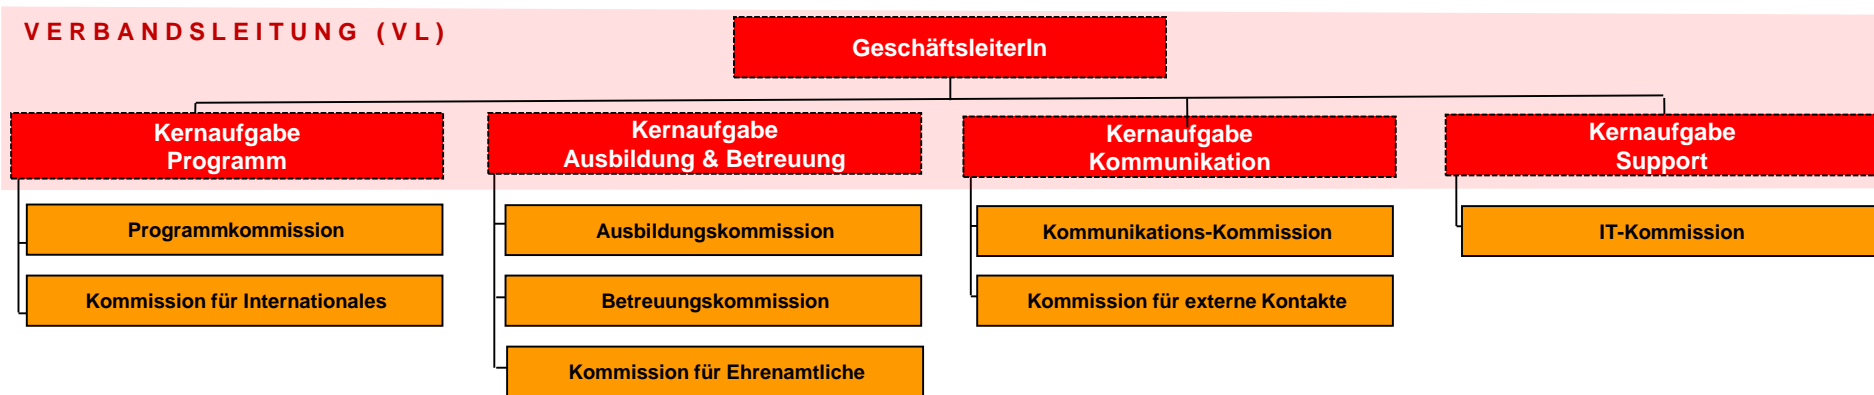 VERBANDSLEITUNG (VL)
GeschäftsleiterIn
Kernaufgabe
Programm
Kernaufgabe
Ausbildung & Betreuung
Kernaufgabe
Kommunikation
Kernaufgabe
Support
Programmkommission
Ausbildungskommission
Kommunikations-Kommission
IT-Kommission
Kommission für Internationales
Betreuungskommission
Kommission für externe Kontakte
Kommission für Ehrenamtliche